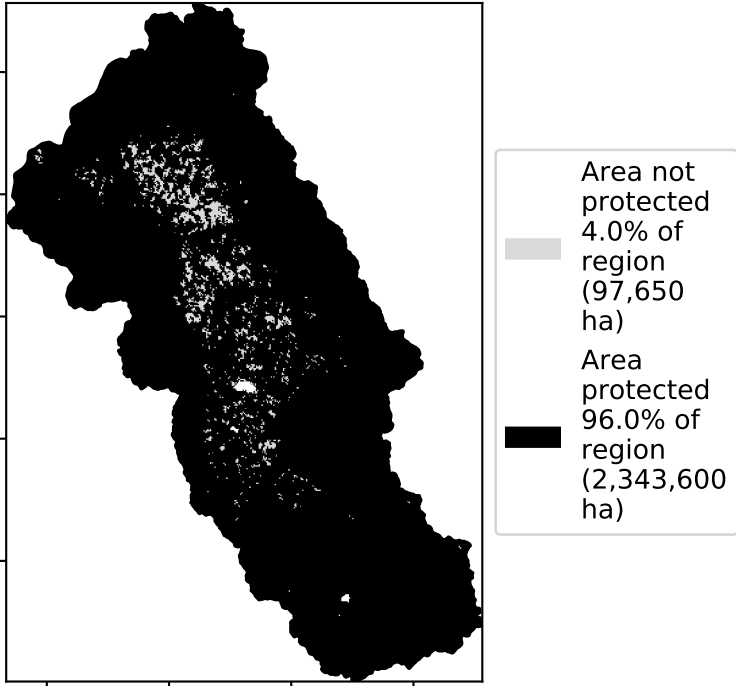 Area not
protected
4.0% of
region
(97,650
ha)
Area
protected
96.0% of
region
(2,343,600
ha)